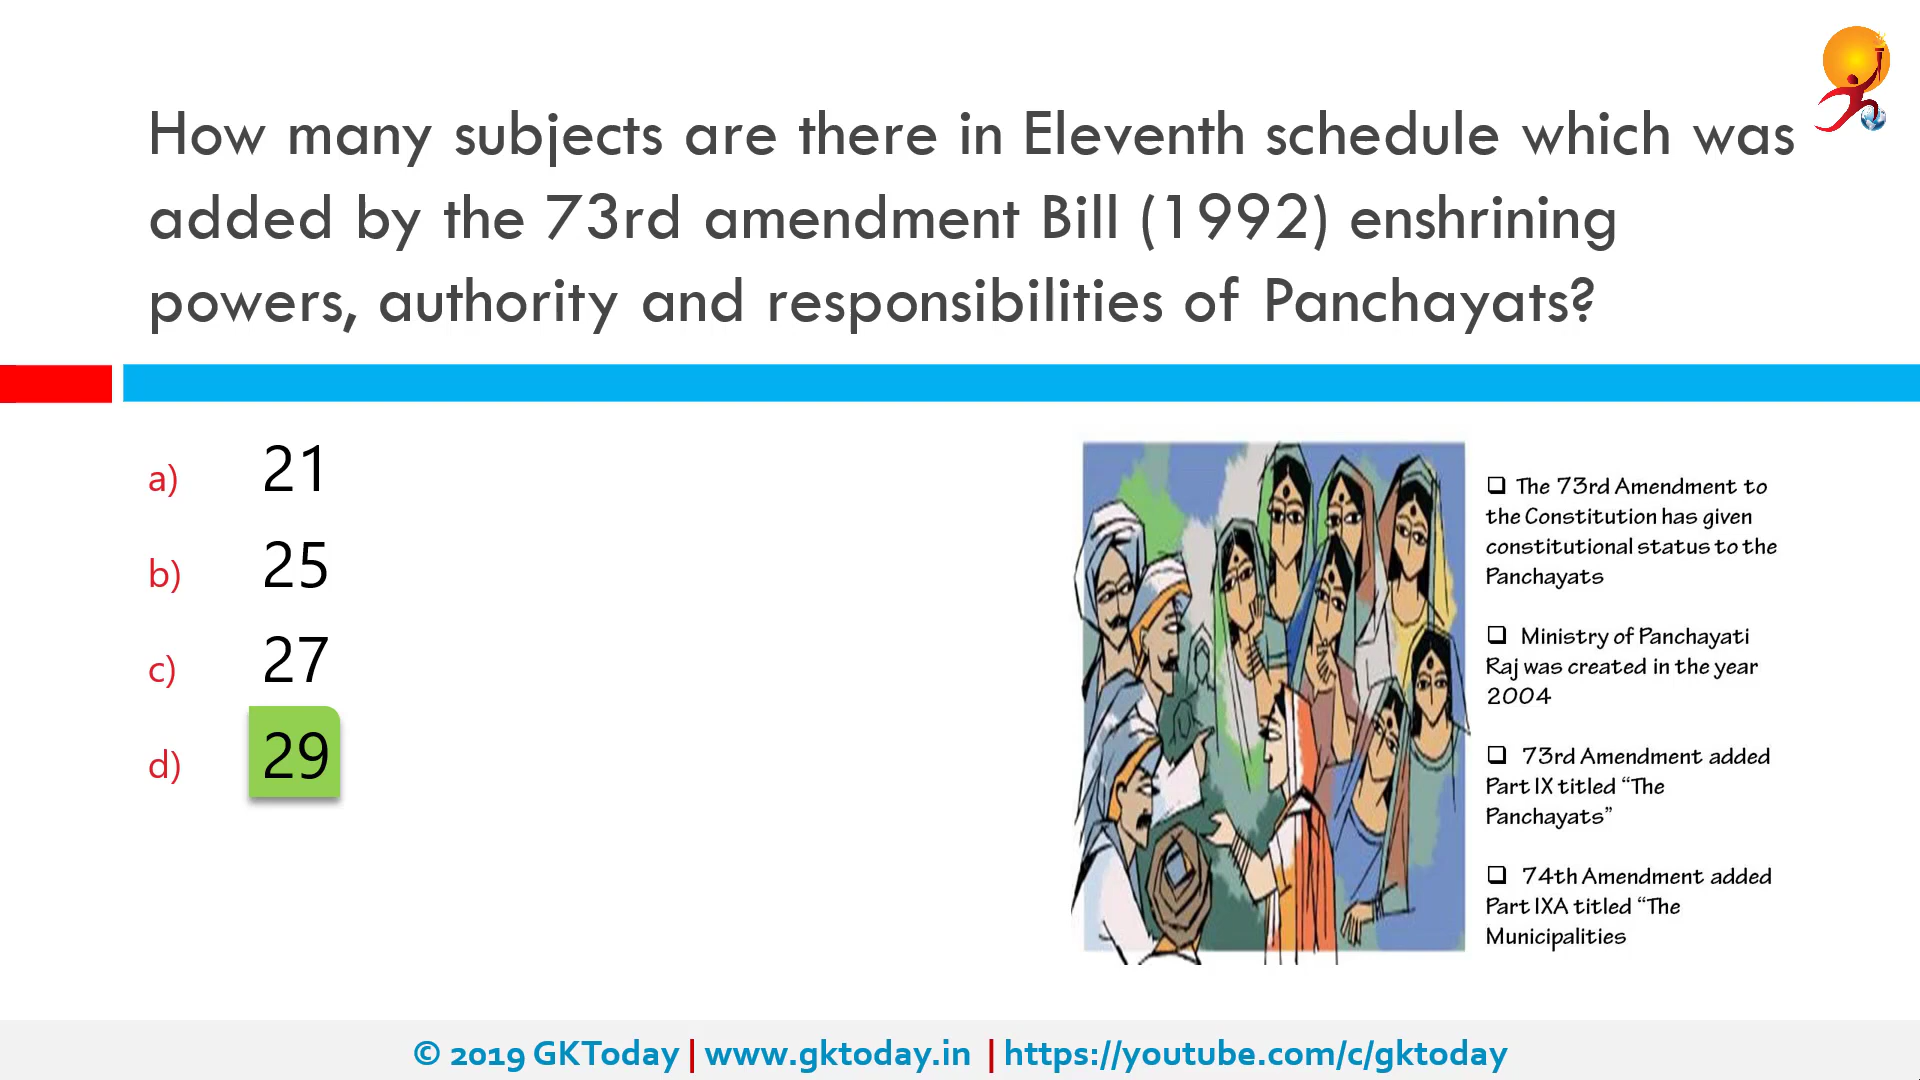 How many subjects are there in Eleventh schedule which was
added by the 73rd amendment Bill (1992) enshrining
powers, authority and responsibilities of Panchayats?
a) 21
b) 25
c) 27
d) 29
❑ The 73rd Amendment to
the Constitution has given
constitutional status to the
Panchayats
❑ Ministry of Panchayati
Raj was created in the year
2004
❑ 73rd Amendment added
Part IX titled “The
Panchayats”
❑ 74th Amendment added
Part IXA titled “The
Municipalities
© 2019 GKToday | www.gktoday.in | https://youtube.com/c/gktoday